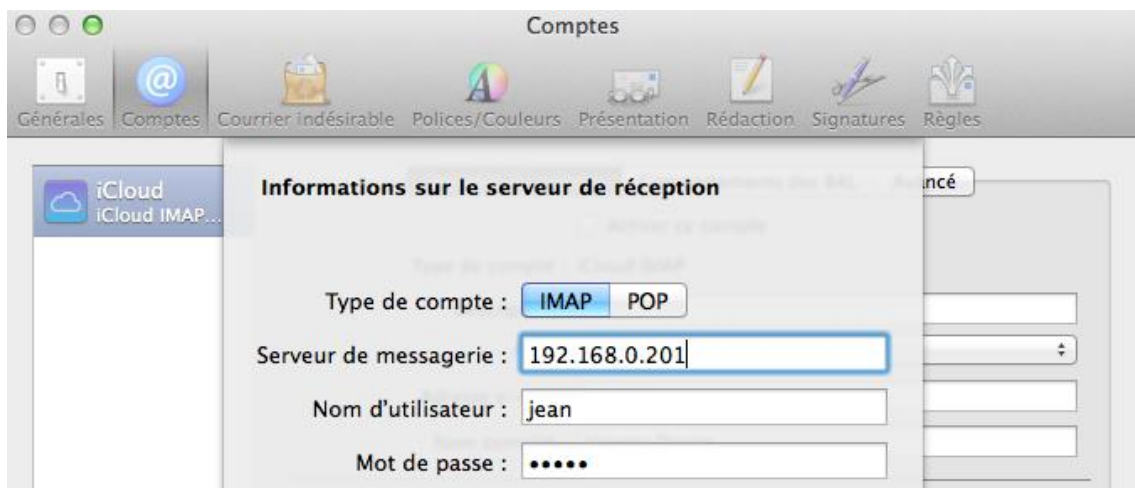 Comptes
Générales Comptes Courrier indésirable Polices/Couleurs Présentation Rédaction Signatures Règles
iCloud
iCloud IMAP...
Informations sur le serveur de réception
ncé
Type de compte : IMAP POP
Serveur de messagerie : 192.168.0.201
Nom d'utilisateur : jean
Mot de passe : •••••